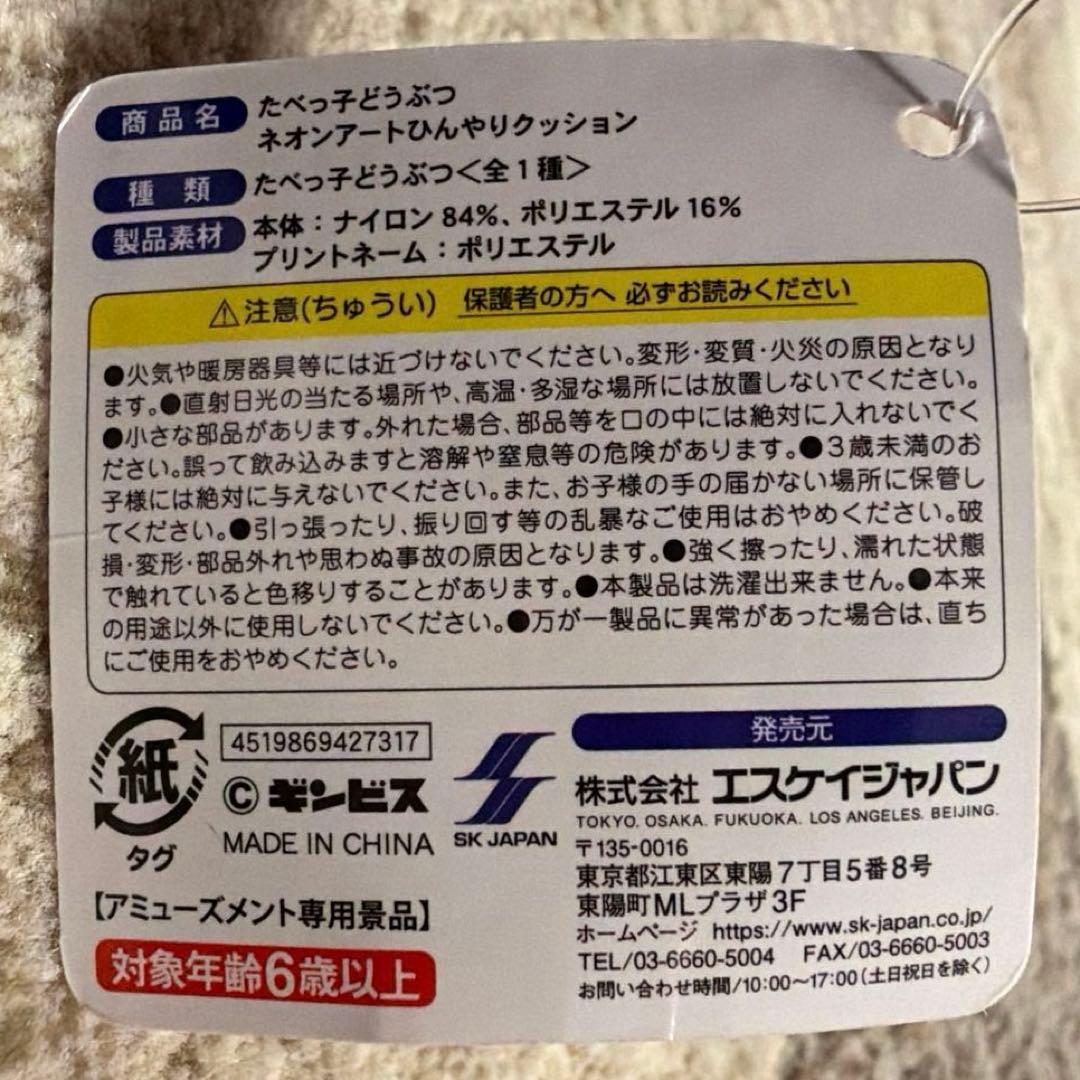 商品名 たべっ子どうぶつ
ネオンアートひんやりクッション
種類 たべっ子どうぶつ<全1種>
製品素材 本体：ナイロン84%、ポリエステル16%
プリントネーム：ポリエステル
⚠注意(ちゅうい) 保護者の方へ 必ずお読みください
●火気や暖房器具等には近づけないでください。変形・変質・火災の原因となり
ます。●直射日光の当たる場所や、高温・多湿な場所には放置しないでください。
●小さな部品があります。外れた場合、部品等を口の中には絶対に入れないでく
ださい。誤って飲み込みますと溶解や窒息等の危険があります。●3歳未満のお
子様には絶対に与えないでください。また、お子様の手の届かない場所に保管し
てください。●引っ張ったり、振り回す等の乱暴なご使用はおやめください。破
損・変形・部品外れや思わぬ事故の原因となります。●強く擦ったり、濡れた状態
で触れていると色移りすることがあります。●本製品は洗濯出来ません。●本来
の用途以外に使用しないでください。●万が一製品に異常があった場合は、直ち
にご使用をおやめください。
紙
タグ
4519869427317
©ギンビス
MADE IN CHINA
【アミューズメント専用景品】
対象年齢6歳以上
SK JAPAN
発売元
株式会社 エスケイジャパン
TOKYO. OSAKA. FUKUOKA. LOS ANGELES. BEIJING.
〒135-0016
東京都江東区東陽7丁目5番8号
東陽町MLプラザ3F
ホームページ https://www.sk-japan.co.jp/
TEL/03-6660-5004 FAX/03-6660-5003
お問い合わせ時間/10:00〜17:00(土日祝日を除く)